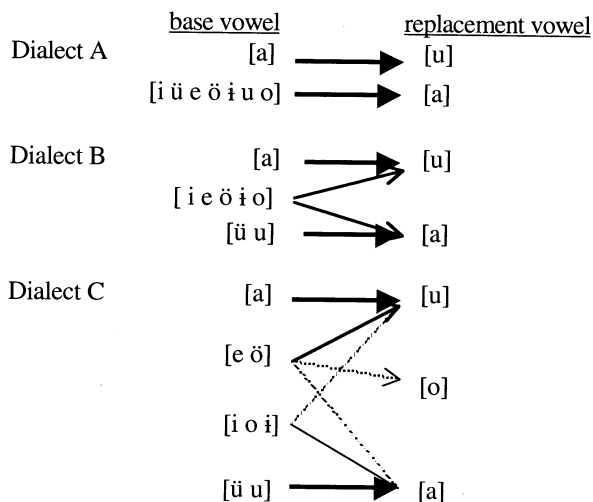 base vowel replacement vowel
Dialect A [a] [u]
[i ü e ö ɨ u o] [a]
Dialect B [a] [u]
[ i e ö ɨ o]
[ü u] [a]
Dialect C [a] [u]
[e ö]
[o]
[i o ɨ]
[ü u] [a]